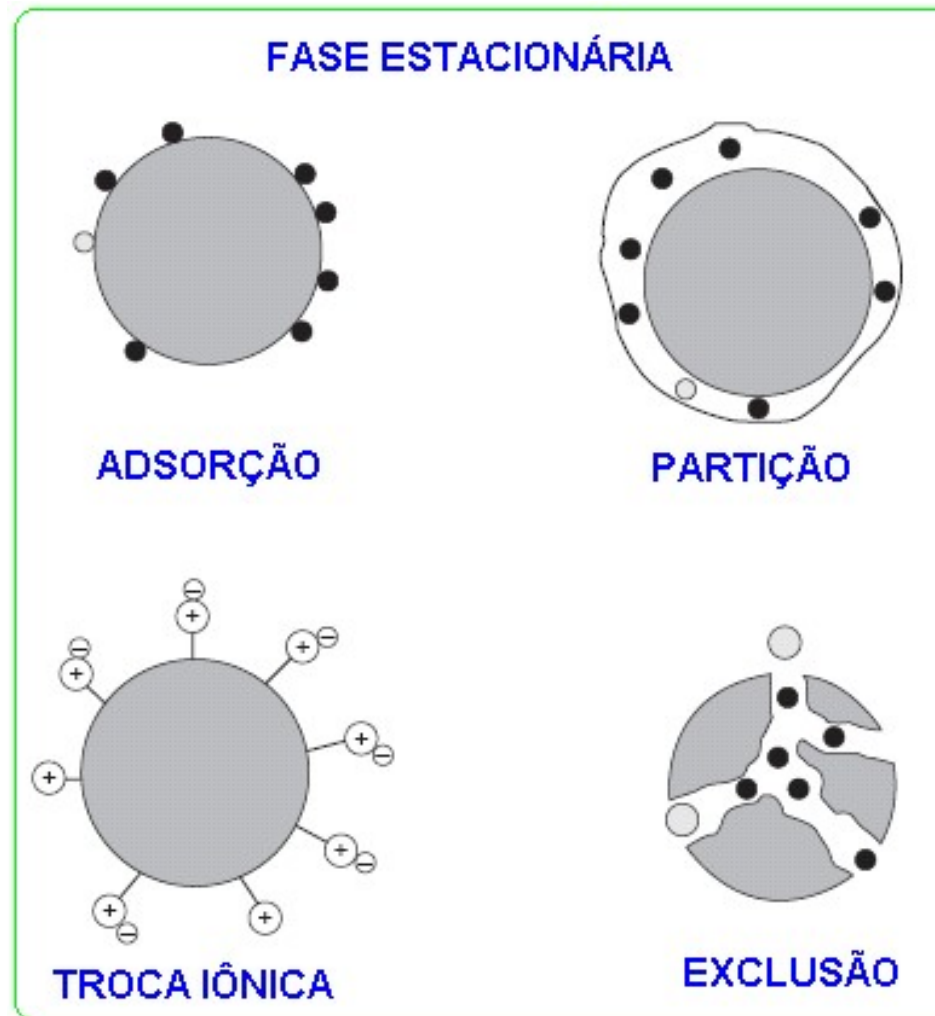 FASE ESTACIONÁRIA
ADSORÇÃO
PARTIÇÃO
+ −
+ −
+ −
+ −
+
+ −
+ −
+
TROCA IÔNICA
EXCLUSÃO